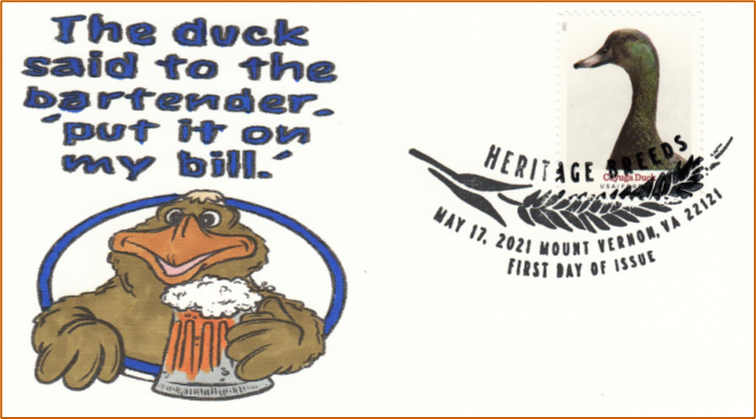 The duck
said to the
bartender,
'put it on
my bill.'
HERITAGE BREEDS
Cayuga Duck
MAY 17, 2021 MOUNT VERNON, VA 22121
FIRST DAY OF ISSUE